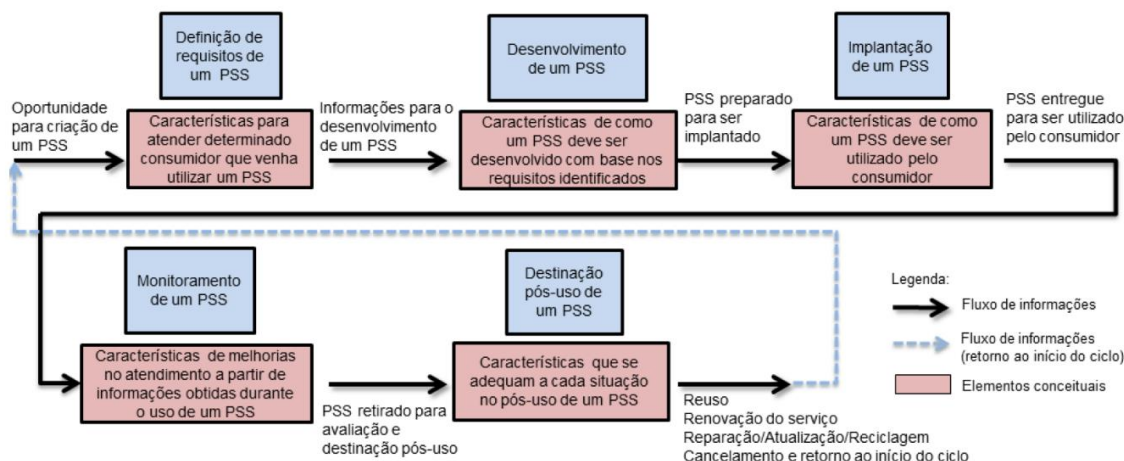 Definição de
requisitos de
um PSS
Desenvolvimento
de um PSS
Implantação
de um PSS
Oportunidade
para criação de
um PSS
Características para
atender determinado
consumidor que venha
utilizar um PSS
Informações para o
desenvolvimento
de um PSS
Características de como
um PSS deve ser
desenvolvido com base nos
requisitos identificados
PSS preparado
para ser
implantado
Características de como
um PSS deve ser
utilizado pelo
consumidor
PSS entregue
para ser utilizado
pelo consumidor
Monitoramento
de um PSS
Destinação
pós-uso de
um PSS
Características de melhorias
no atendimento a partir de
informações obtidas durante
o uso de um PSS
PSS retirado para
avaliação e
destinação pós-uso
Características que se
adequam a cada situação
no pós-uso de um PSS
Reuso
Renovação do serviço
Reparação/Atualização/Reciclagem
Cancelamento e retorno ao início do ciclo
Legenda:
Fluxo de informações
Fluxo de informações
(retorno ao início do ciclo)
Elementos conceituais